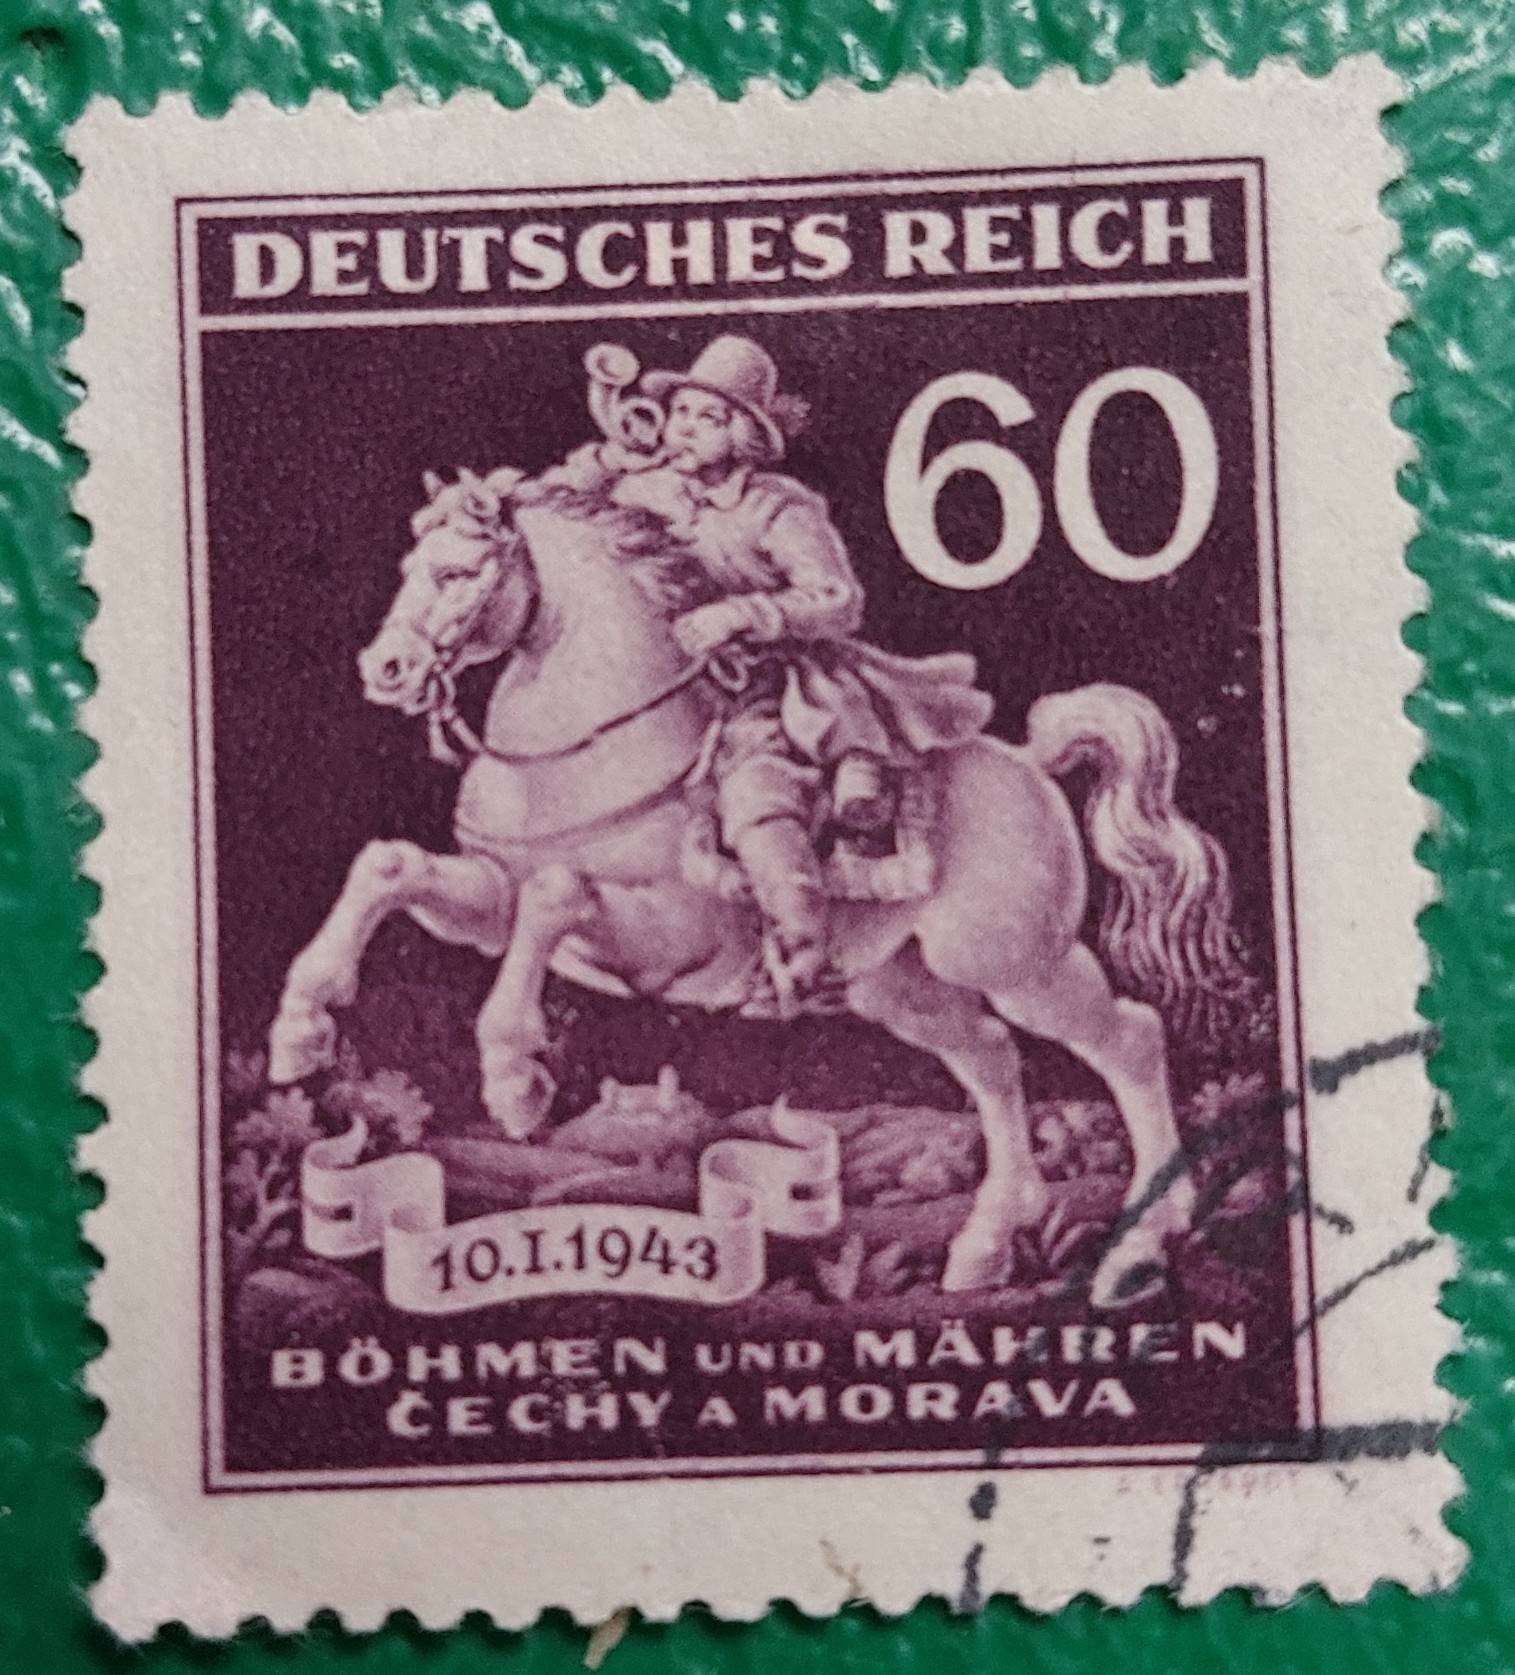 DEUTSCHES REICH
60
10.I.1943
BÖHMEN UND MÄHREN
ČECHY A MORAVA